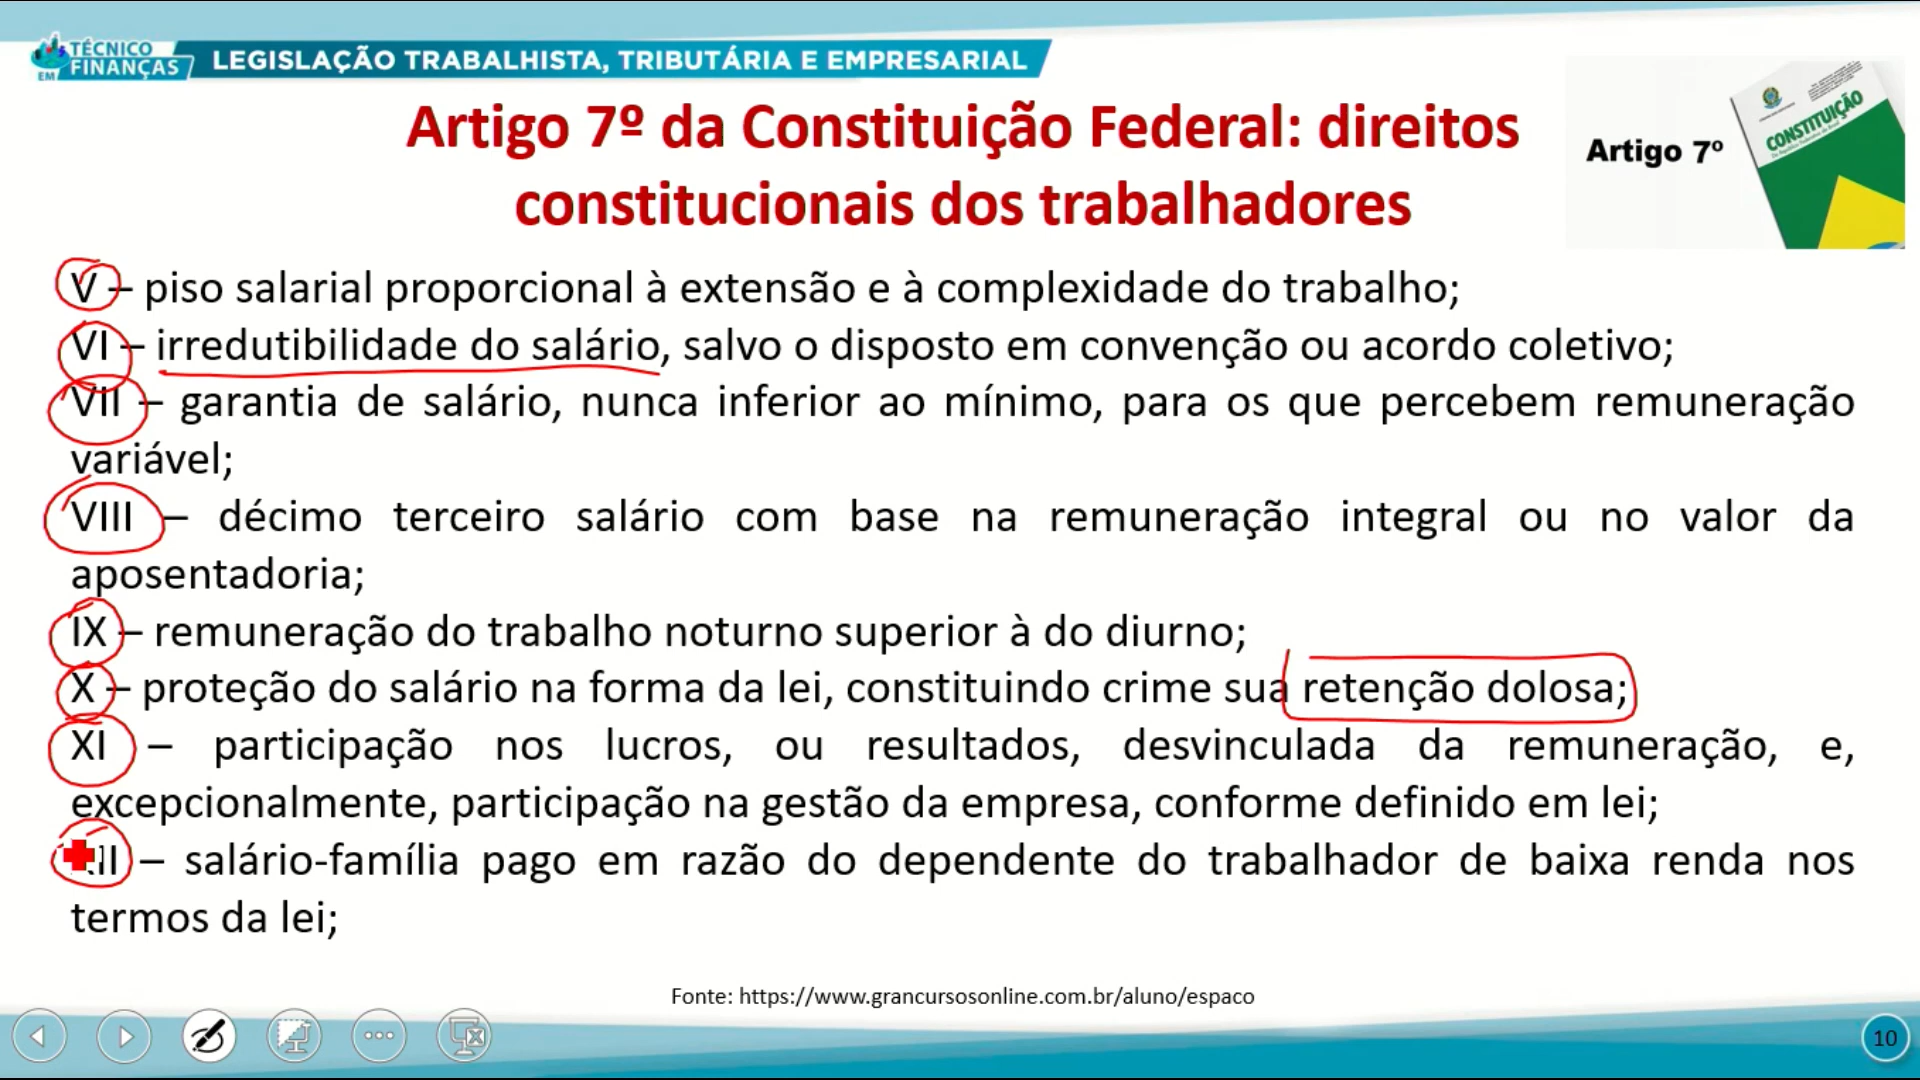 TÉCNICO
EM FINANÇAS
LEGISLAÇÃO TRABALHISTA, TRIBUTÁRIA E EMPRESARIAL
Artigo 7º da Constituição Federal: direitos
constitucionais dos trabalhadores
Artigo 7º
CONSTITUIÇÃO
V – piso salarial proporcional à extensão e à complexidade do trabalho;
VI – irredutibilidade do salário, salvo o disposto em convenção ou acordo coletivo;
VII – garantia de salário, nunca inferior ao mínimo, para os que percebem remuneração
variável;
VIII – décimo terceiro salário com base na remuneração integral ou no valor da
aposentadoria;
IX – remuneração do trabalho noturno superior à do diurno;
X – proteção do salário na forma da lei, constituindo crime sua retenção dolosa;
XI – participação nos lucros, ou resultados, desvinculada da remuneração, e,
excepcionalmente, participação na gestão da empresa, conforme definido em lei;
XII – salário-família pago em razão do dependente do trabalhador de baixa renda nos
termos da lei;
Fonte: https://www.grancursosonline.com.br/aluno/espaco
10